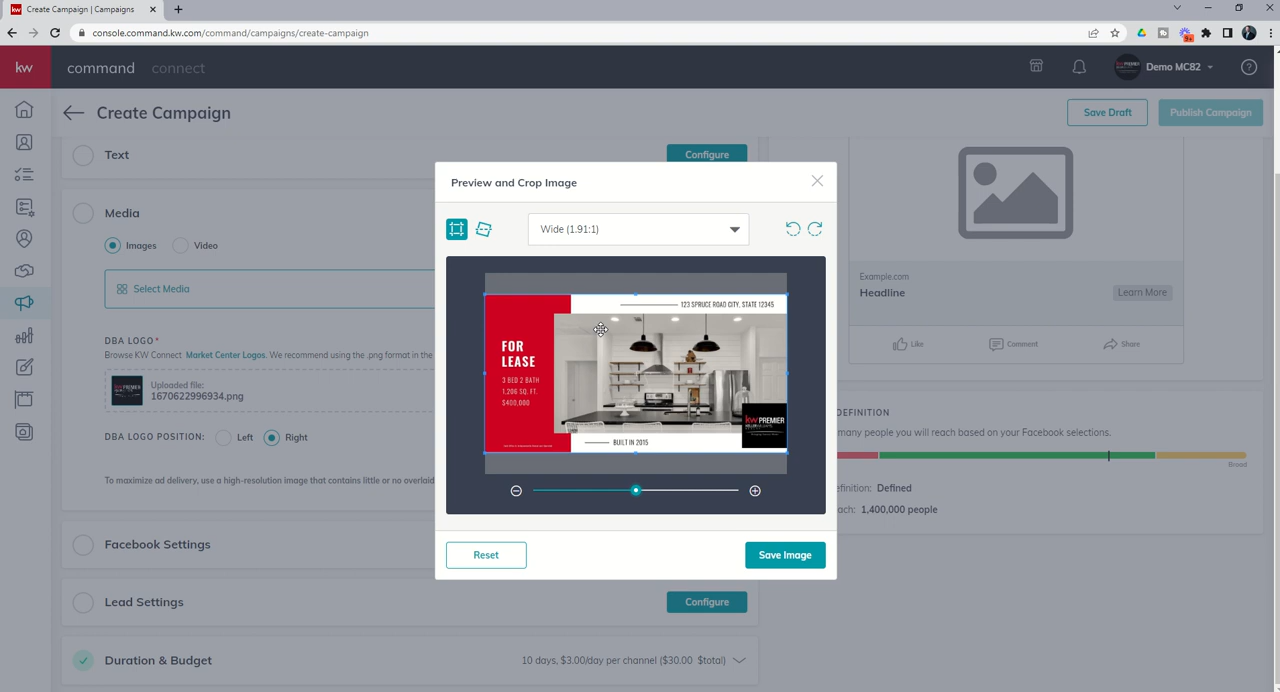 Create Campaign | Campaigns
console.command.kw.com/command/campaigns/create-campaign
9+
kw
command
connect
Demo MC82
Create Campaign
Save Draft
Publish Campaign
Text
Configure
Media
Images
Video
Select Media
DBA LOGO*
Browse KW Connect Market Center Logos. We recommend using the .png format in the
Uploaded file:
1670622996934.png
DBA LOGO POSITION:
Left
Right
To maximize ad delivery, use a high-resolution image that contains little or no overlaid
Facebook Settings
Lead Settings
Configure
Duration & Budget
10 days, $3.00/day per channel ($30.00 $total)
Preview and Crop Image
Wide (1.91:1)
123 SPRUCE ROAD CITY, STATE 12345
FOR
LEASE
3 BED 2 BATH
1,206 SQ. FT.
$400,000
BUILT IN 2015
kw PREMIER
Reset
Save Image
Example.com
Headline
Learn More
Like
Comment
Share
DEFINITION
many people you will reach based on your Facebook selections.
Broad
efinition: Defined
ach: 1,400,000 people